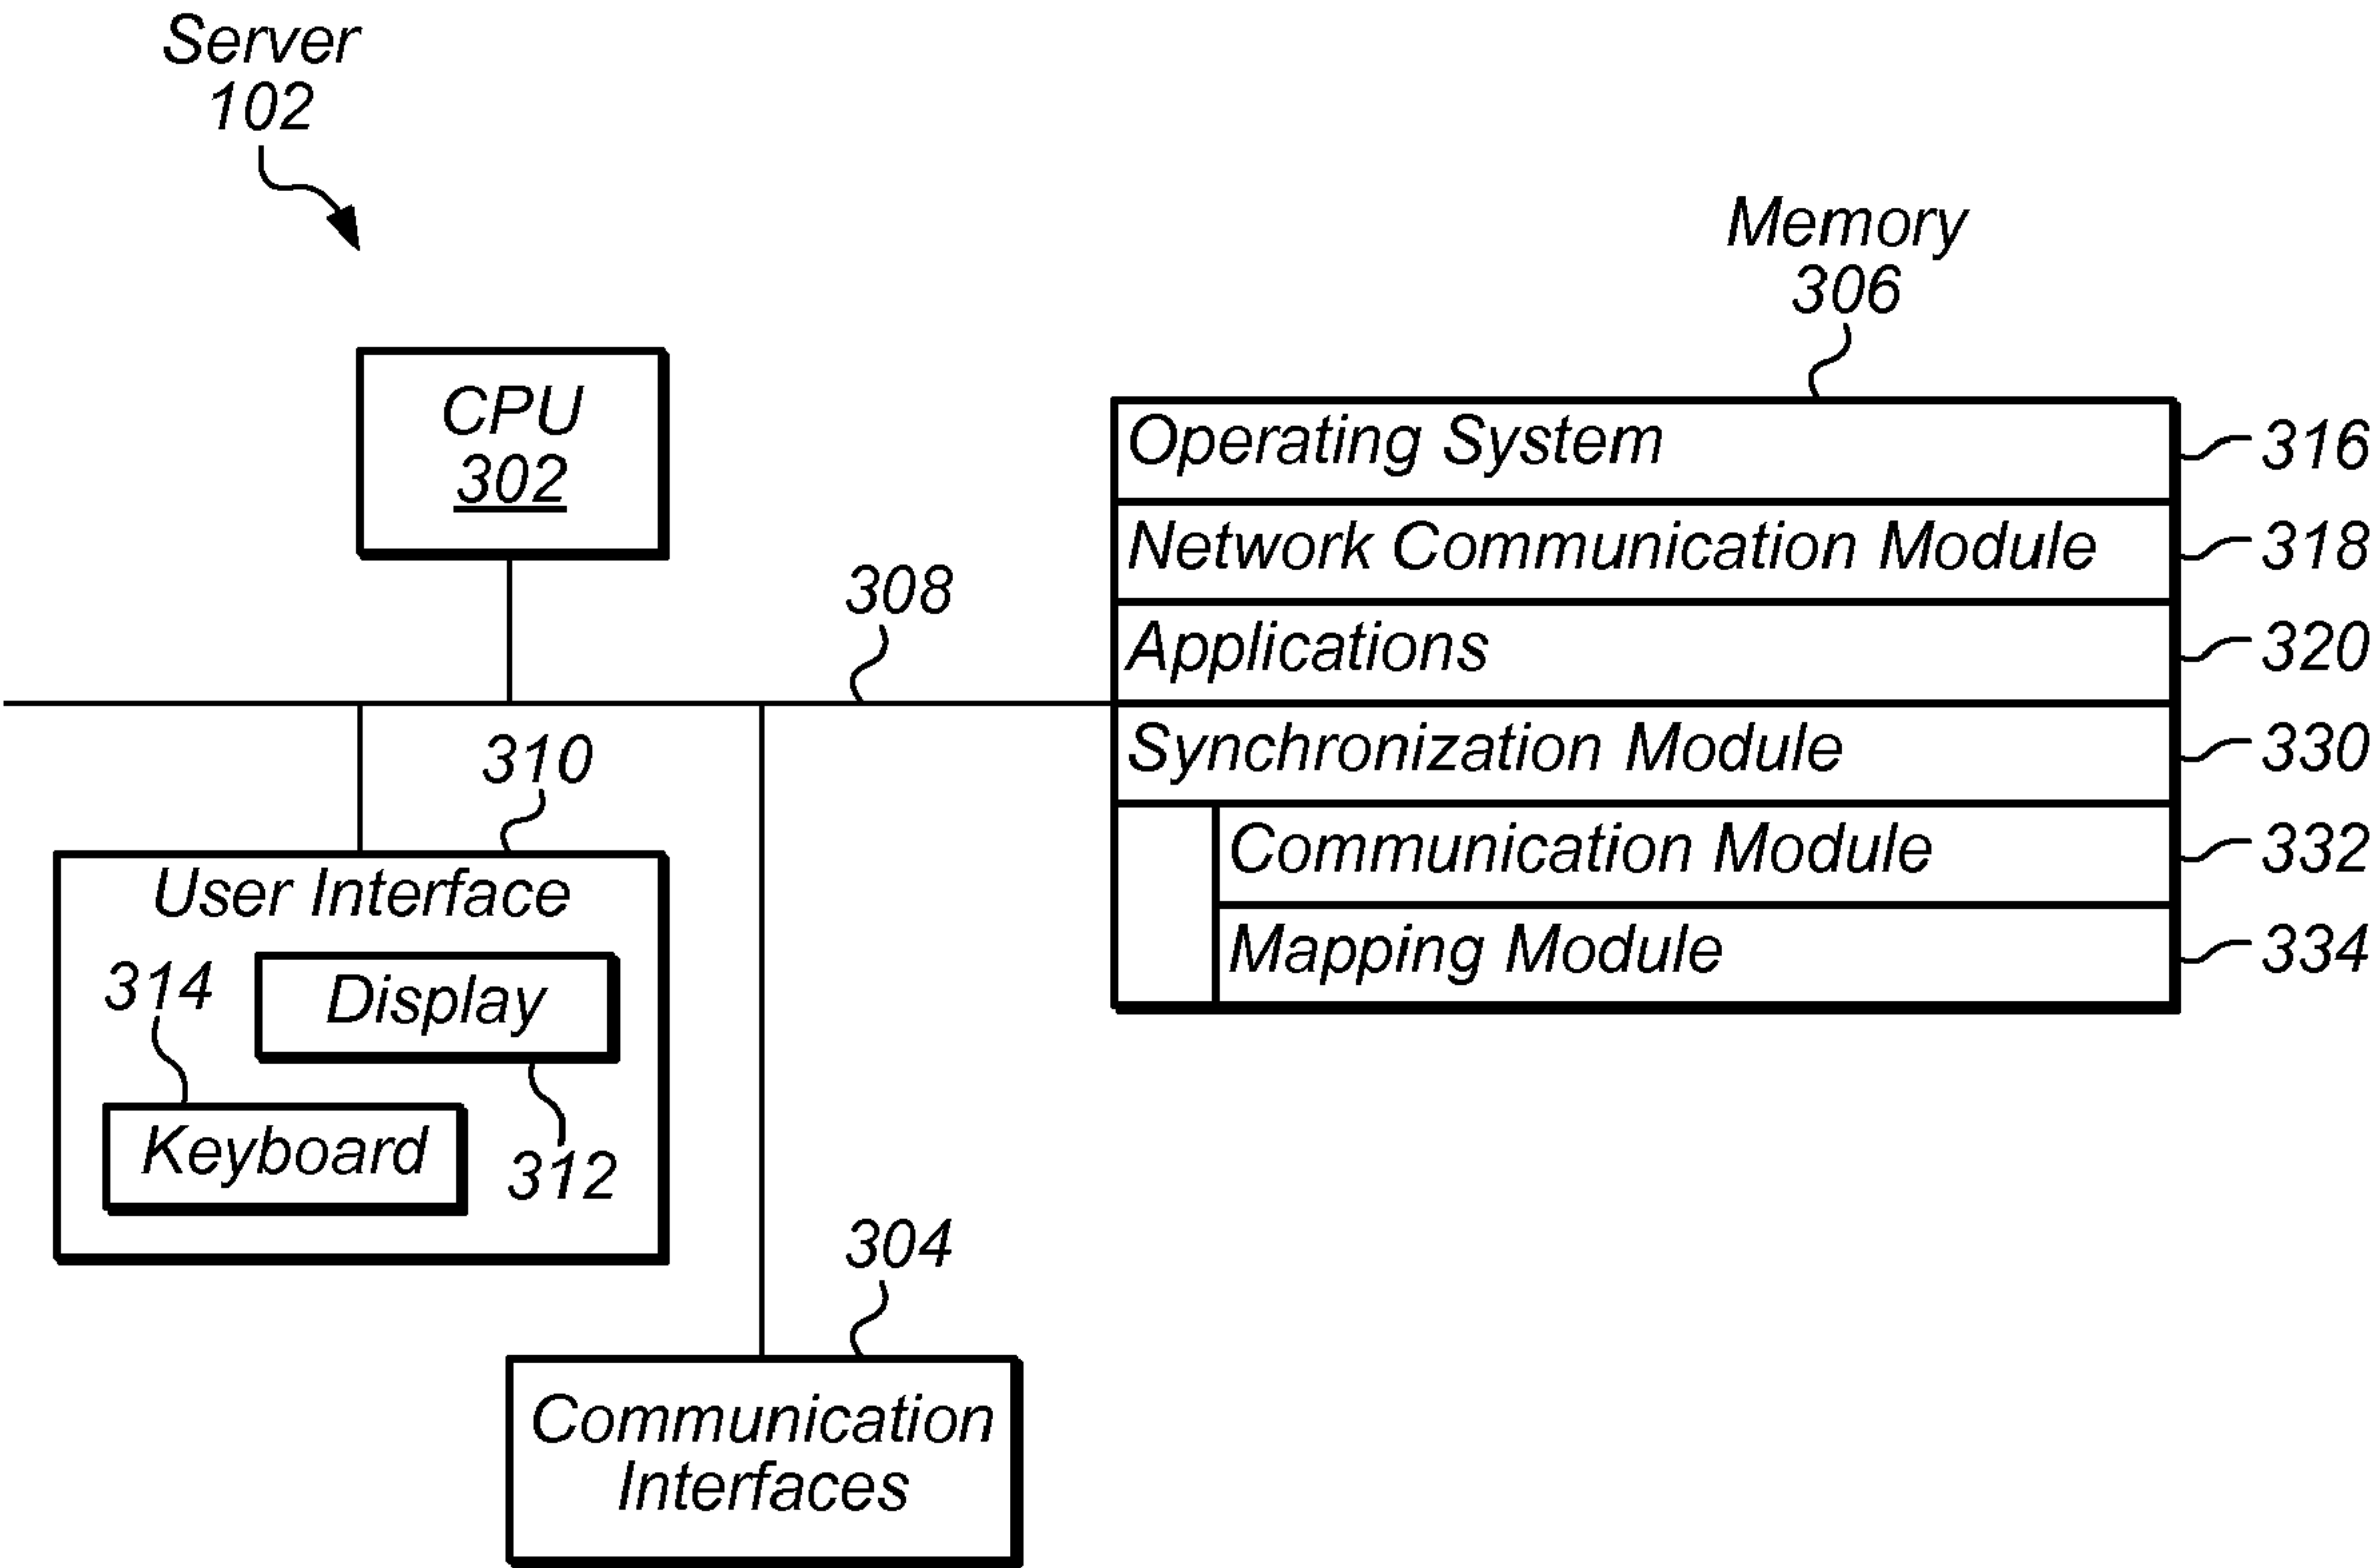 Server
102
Memory
306
CPU
302
Operating System
316
Network Communication Module
318
308
Applications
320
Synchronization Module
330
310
Communication Module
332
User Interface
Mapping Module
334
314
Display
Keyboard
312
304
Communication
Interfaces